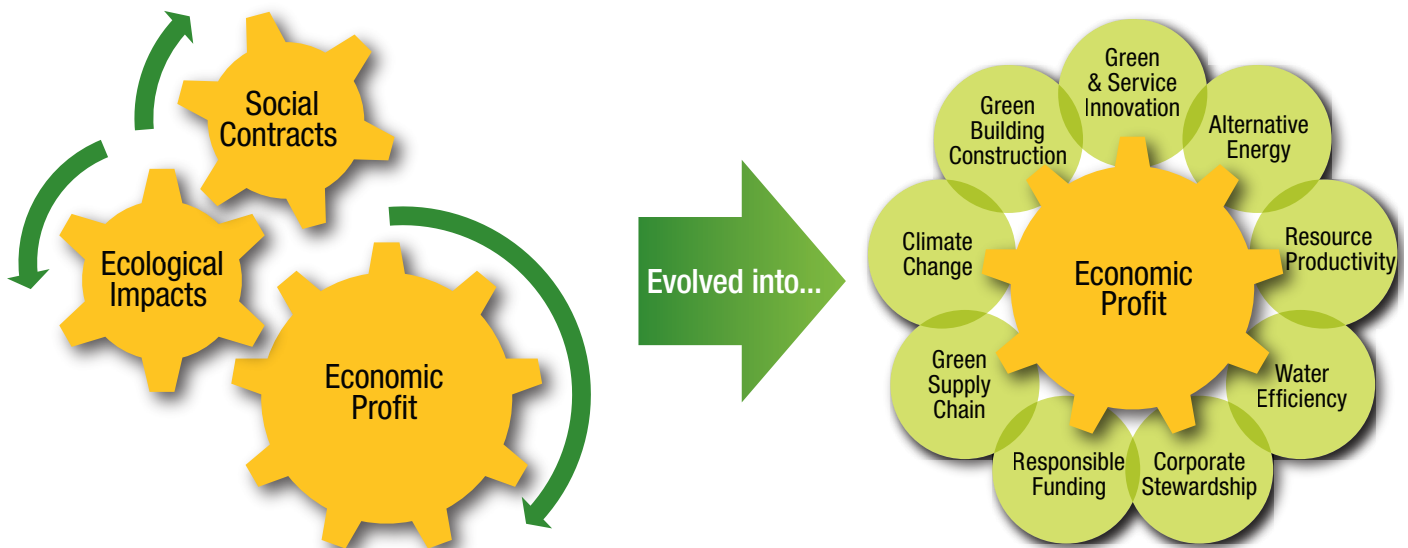 Social
Contracts
Ecological
Impacts
Economic
Profit
Evolved into...
Green
& Service
Innovation
Alternative
Energy
Resource
Productivity
Water
Efficiency
Corporate
Stewardship
Responsible
Funding
Green
Supply
Chain
Climate
Change
Green
Building
Construction
Economic
Profit